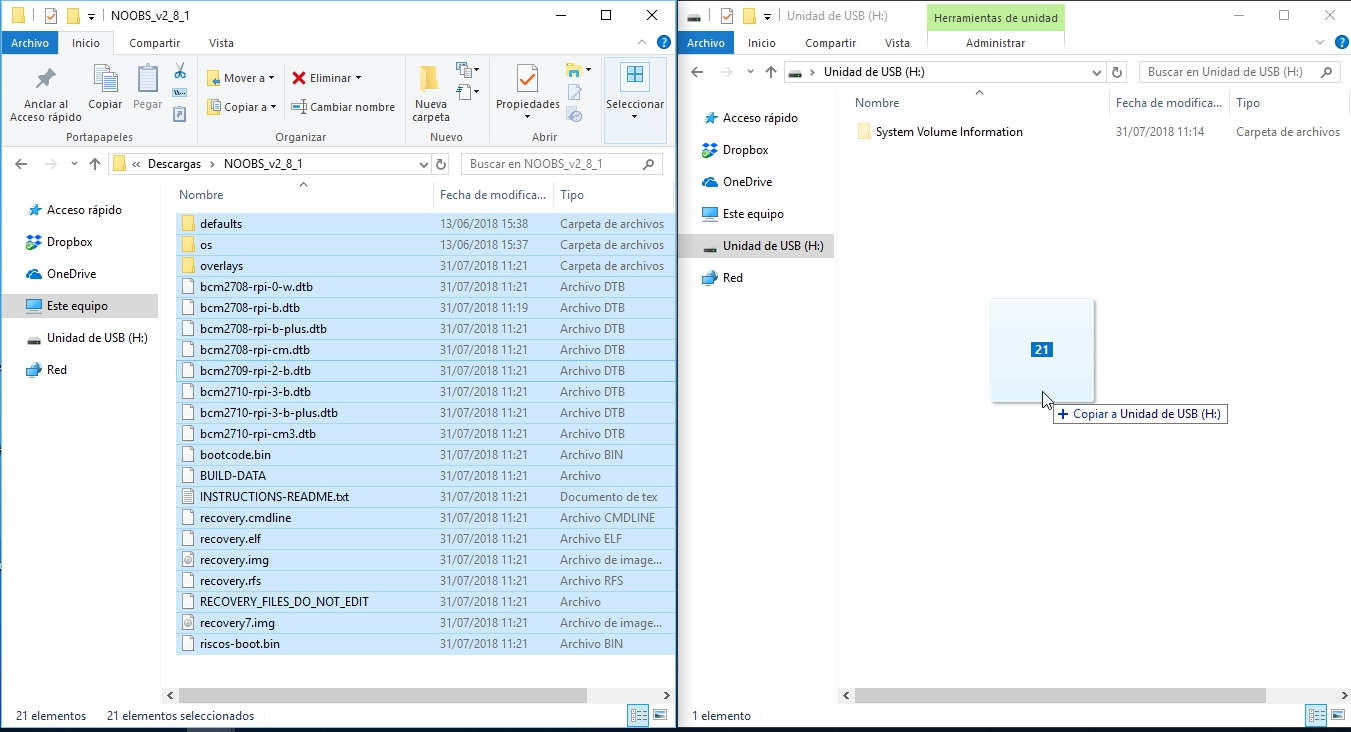 NOOBS_v2_8_1
Archivo Inicio Compartir Vista
Anclar al Acceso rápido
Copiar
Pegar
Mover a
Copiar a
Eliminar
Cambiar nombre
Nueva carpeta
Propiedades
Seleccionar
Portapapeles Organizar Nuevo Abrir
« Descargas > NOOBS_v2_8_1
Buscar en NOOBS_v2_8_1
Acceso rápido
Dropbox
OneDrive
Este equipo
Unidad de USB (H:)
Red
Nombre Fecha de modifica... Tipo
defaults 13/06/2018 15:38 Carpeta de archivos
os 13/06/2018 15:37 Carpeta de archivos
overlays 31/07/2018 11:21 Carpeta de archivos
bcm2708-rpi-0-w.dtb 31/07/2018 11:21 Archivo DTB
bcm2708-rpi-b.dtb 31/07/2018 11:19 Archivo DTB
bcm2708-rpi-b-plus.dtb 31/07/2018 11:21 Archivo DTB
bcm2708-rpi-cm.dtb 31/07/2018 11:21 Archivo DTB
bcm2709-rpi-2-b.dtb 31/07/2018 11:21 Archivo DTB
bcm2710-rpi-3-b.dtb 31/07/2018 11:21 Archivo DTB
bcm2710-rpi-3-b-plus.dtb 31/07/2018 11:21 Archivo DTB
bcm2710-rpi-cm3.dtb 31/07/2018 11:21 Archivo DTB
bootcode.bin 31/07/2018 11:21 Archivo BIN
BUILD-DATA 31/07/2018 11:21 Archivo
INSTRUCTIONS-README.txt 31/07/2018 11:21 Documento de tex
recovery.cmdline 31/07/2018 11:21 Archivo CMDLINE
recovery.elf 31/07/2018 11:21 Archivo ELF
recovery.img 31/07/2018 11:21 Archivo de image...
recovery.rfs 31/07/2018 11:21 Archivo RFS
RECOVERY_FILES_DO_NOT_EDIT 31/07/2018 11:21 Archivo
recovery7.img 31/07/2018 11:21 Archivo de image...
riscos-boot.bin 31/07/2018 11:21 Archivo BIN
21 elementos 21 elementos seleccionados
Unidad de USB (H:)
Herramientas de unidad
Archivo Inicio Compartir Vista Administrar
> Unidad de USB (H:)
Buscar en Unidad de USB (H:)
Acceso rápido
Dropbox
OneDrive
Este equipo
Unidad de USB (H:)
Red
Nombre Fecha de modifica... Tipo
System Volume Information 31/07/2018 11:14 Carpeta de archivos
21
+ Copiar a Unidad de USB (H:)
1 elemento